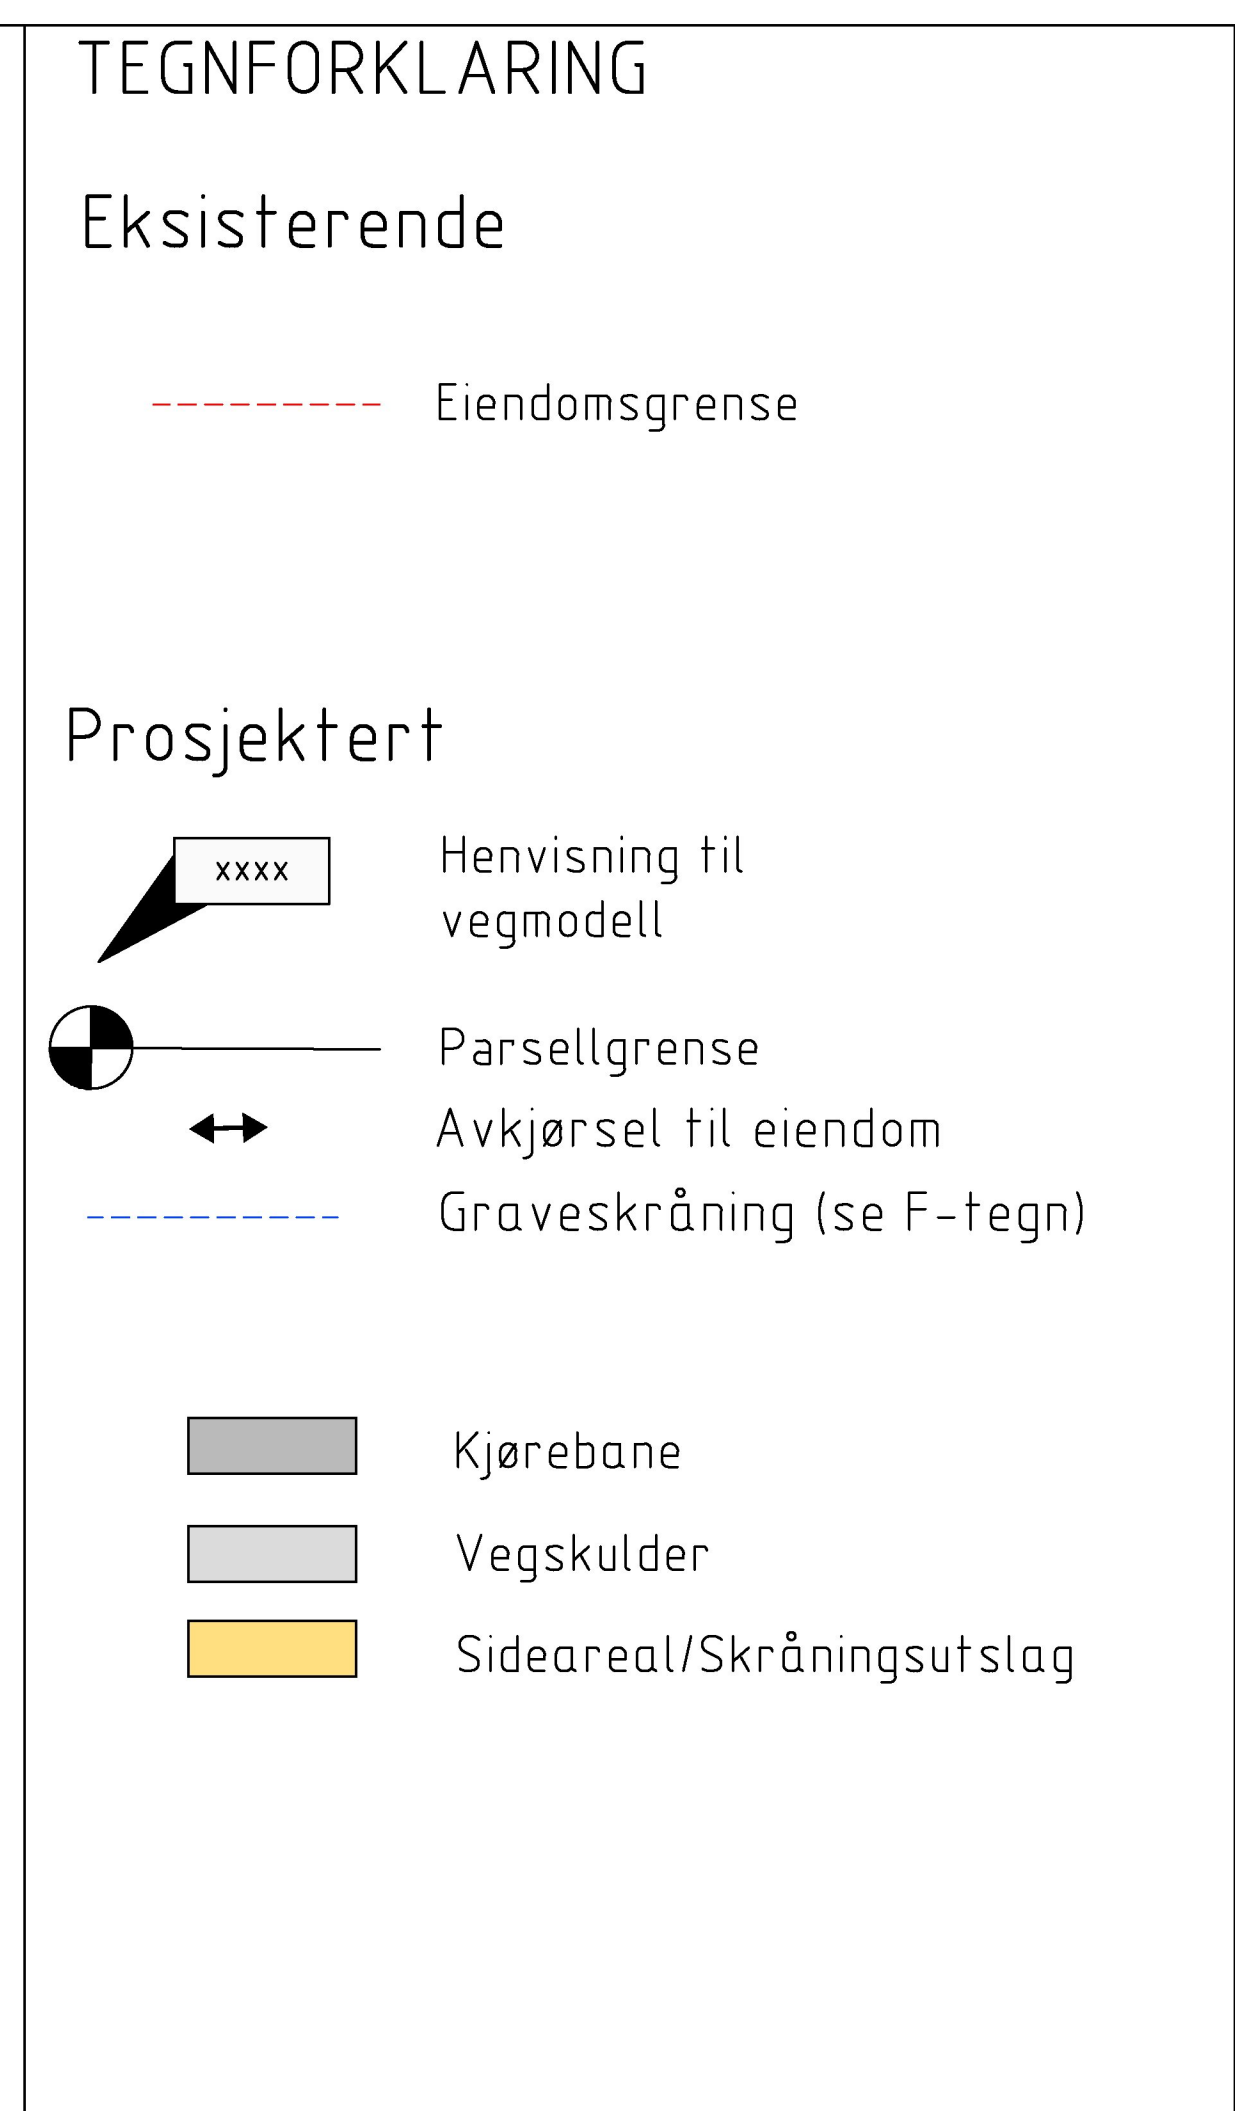 TEGNFORKLARING
Eksisterende
Eiendomsgrense
Prosjektert
xxxx
Henvisning til
vegmodell
Parsellgrense
Avkjørsel til eiendom
Graveskråning (se F-tegn)
Kjørebane
Vegskulder
Sideareal/Skråningsutslag